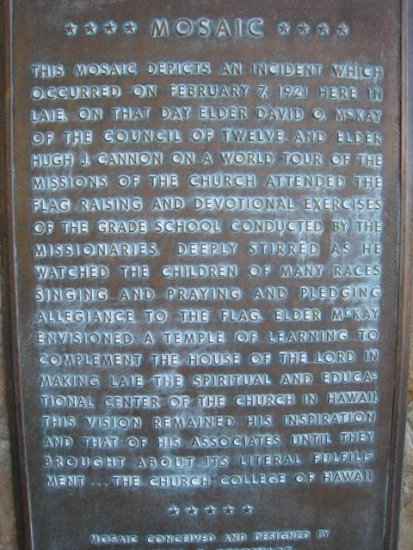 ★ ★ ★ ★ MOSAIC ★ ★ ★ ★
THIS MOSAIC DEPICTS AN INCIDENT WHICH
OCCURRED ON FEBRUARY 7, 1921 HERE IN
LAIE. ON THAT DAY ELDER DAVID O. McKAY
OF THE COUNCIL OF TWELVE AND ELDER
HUGH J. CANNON ON A WORLD TOUR OF THE
MISSIONS OF THE CHURCH ATTENDED THE
FLAG RAISING AND DEVOTIONAL EXERCISES
OF THE GRADE SCHOOL CONDUCTED BY THE
MISSIONARIES. DEEPLY STIRRED AS HE
WATCHED THE CHILDREN OF MANY RACES
SINGING AND PRAYING AND PLEDGING
ALLEGIANCE TO THE FLAG, ELDER McKAY
ENVISIONED A TEMPLE OF LEARNING TO
COMPLEMENT THE HOUSE OF THE LORD IN
MAKING LAIE THE SPIRITUAL AND EDUCA-
TIONAL CENTER OF THE CHURCH IN HAWAII.
THIS VISION REMAINED HIS INSPIRATION
AND THAT OF HIS ASSOCIATES UNTIL THEY
BROUGHT ABOUT ITS LITERAL FULFILL-
MENT... THE CHURCH COLLEGE OF HAWAII
★ ★ ★ ★ ★
MOSAIC CONCEIVED AND DESIGNED BY